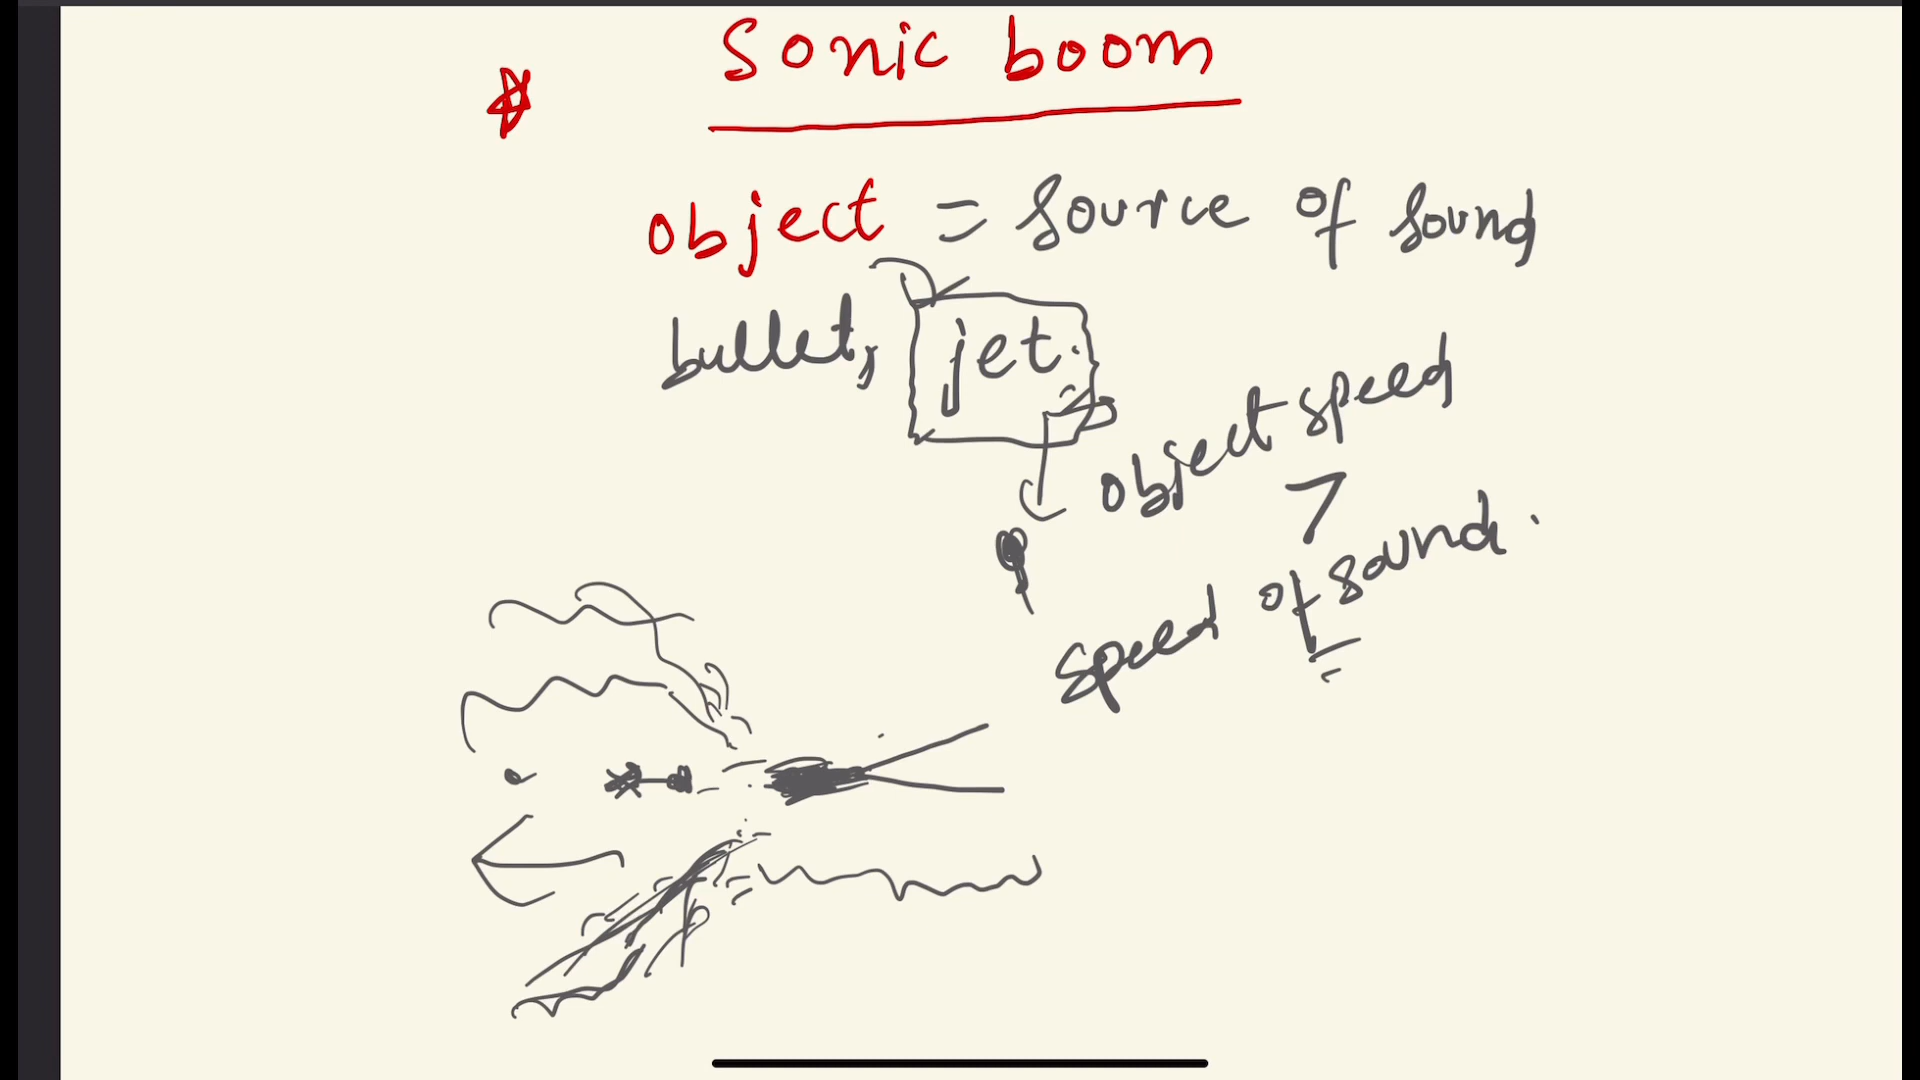 Sonic boom
object = source of sound
bullet, jet.
object speed
>
speed of sound.